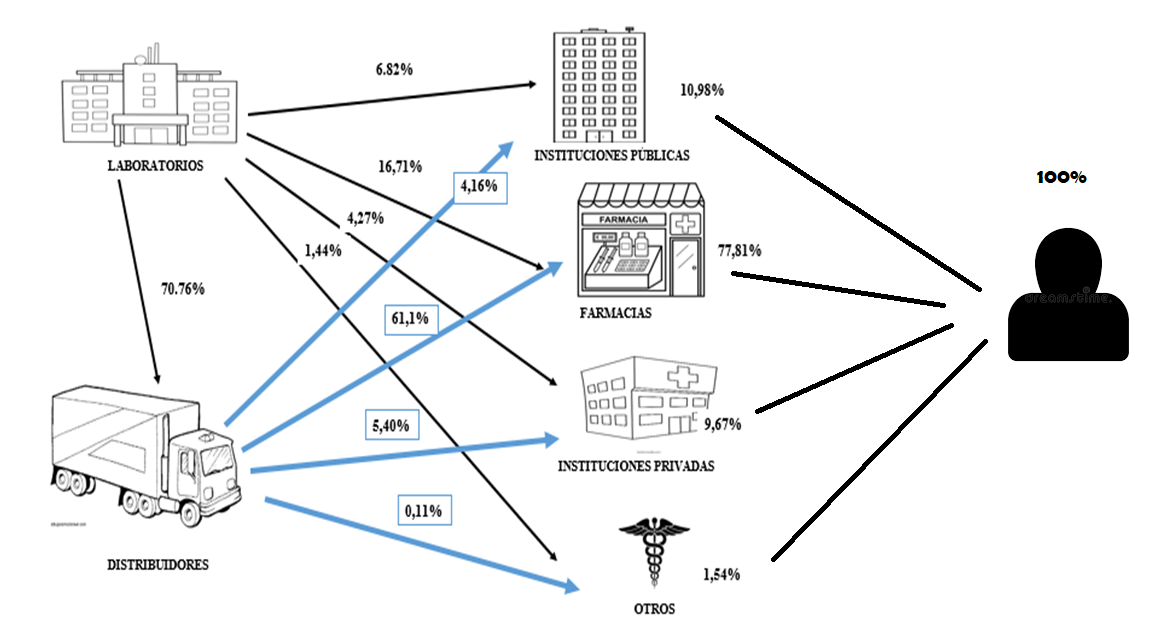 6.82%
10,98%
LABORATORIOS
INSTITUCIONES PÚBLICAS
16,71%
4,16%
100%
FARMACIA
4,27%
1,44%
77,81%
70.76%
dreamstime.
61,1%
FARMACIAS
5,40%
9,67%
INSTITUCIONES PRIVADAS
0,11%
DISTRIBUIDORES
1,54%
OTROS